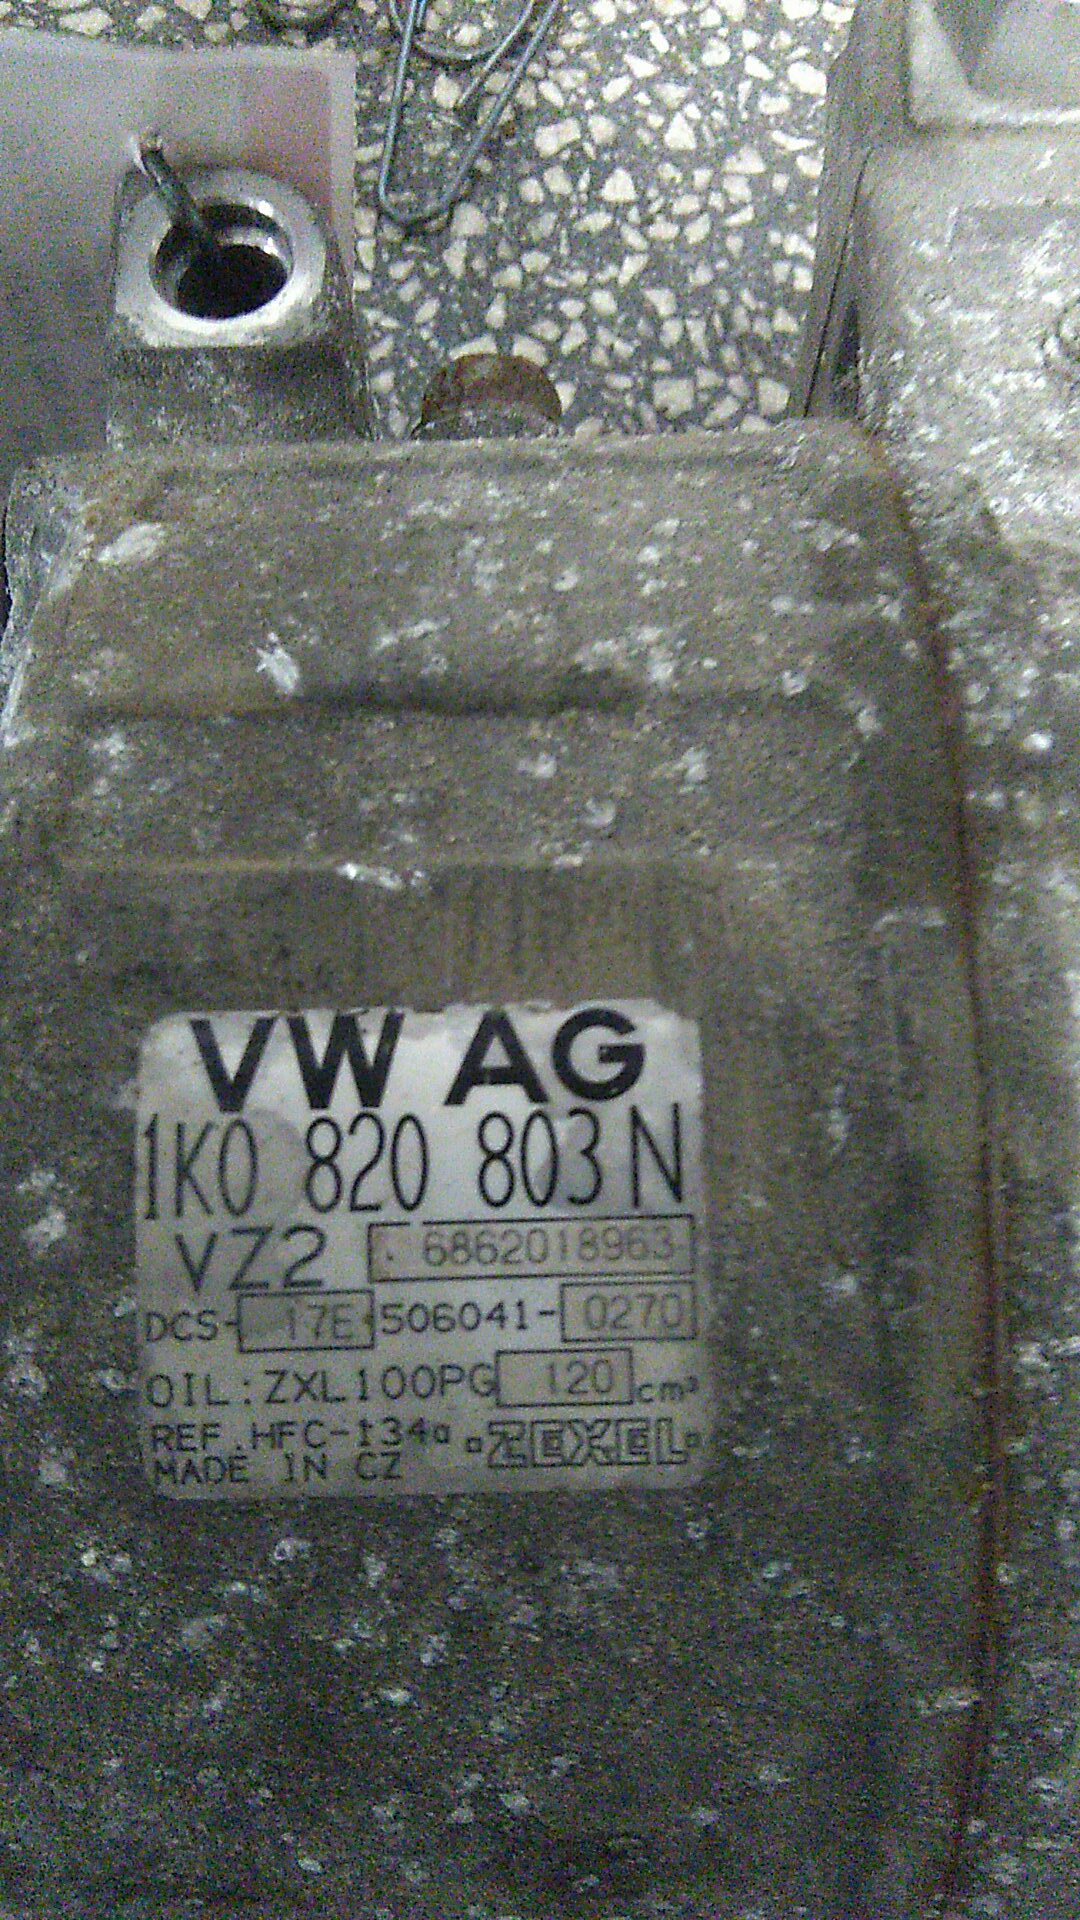 VW AG
1K0 820 803 N
VZ2 6862018963
DCS-17E 506041-0270
OIL:ZXL100PG 120 cm³
REF.HFC-134a ZEXEL
MADE IN CZ